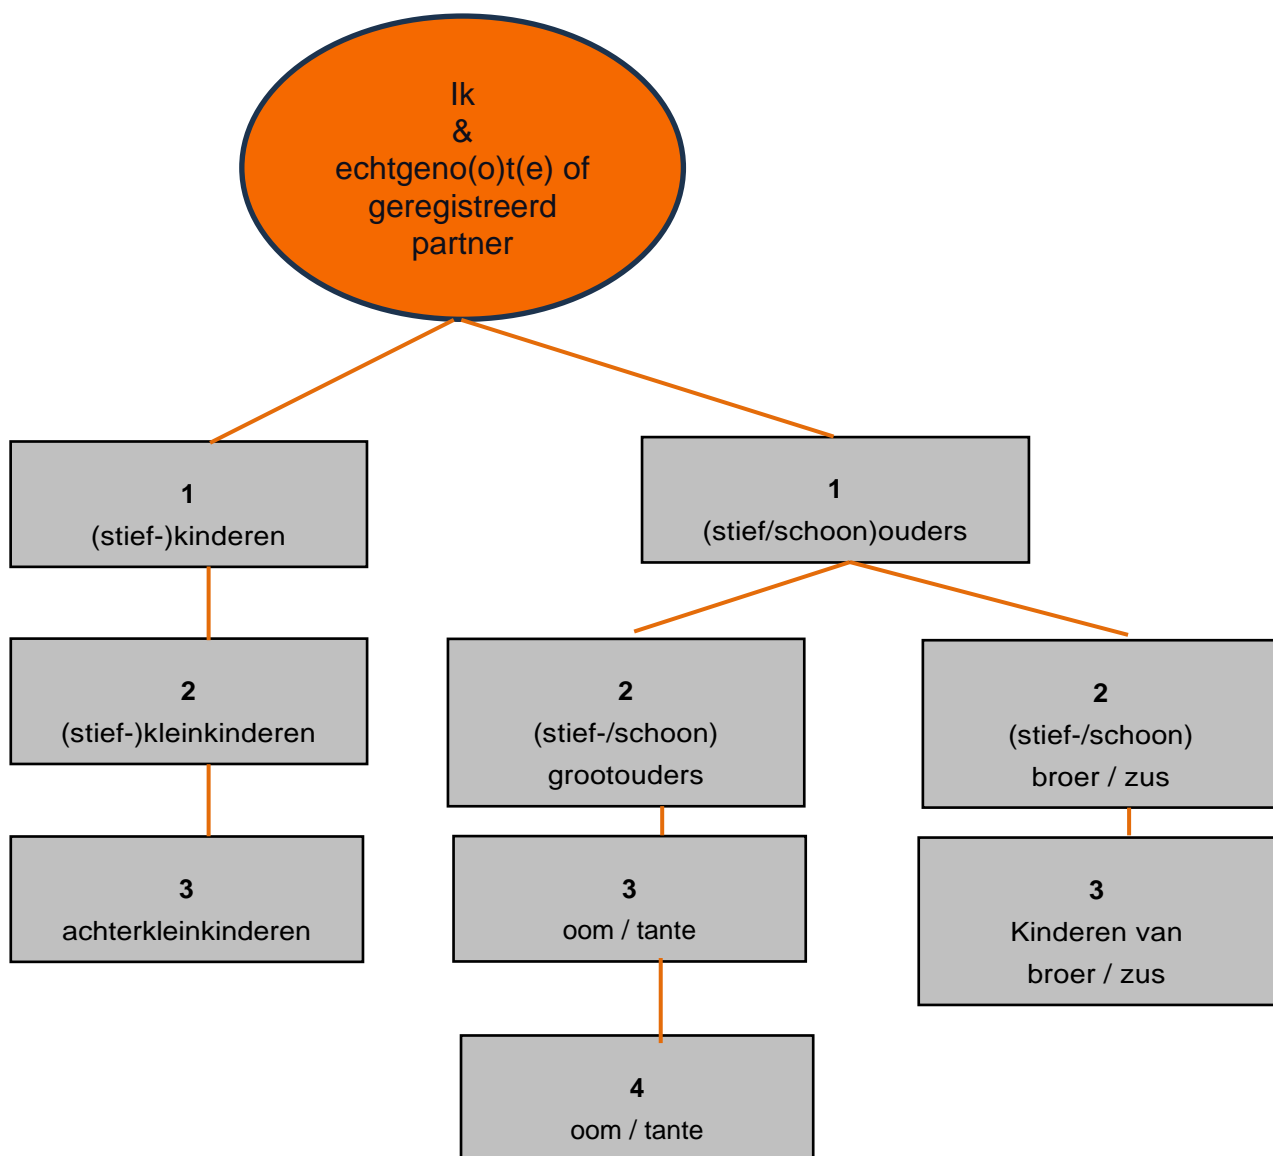 Ik
&
echtgeno(o)t(e) of
geregistreerd
partner
1
(stief-)kinderen
1
(stief/schoon)ouders
2
(stief-)kleinkinderen
2
(stief-/schoon)
grootouders
2
(stief-/schoon)
broer / zus
3
achterkleinkinderen
3
oom / tante
3
Kinderen van
broer / zus
4
oom / tante